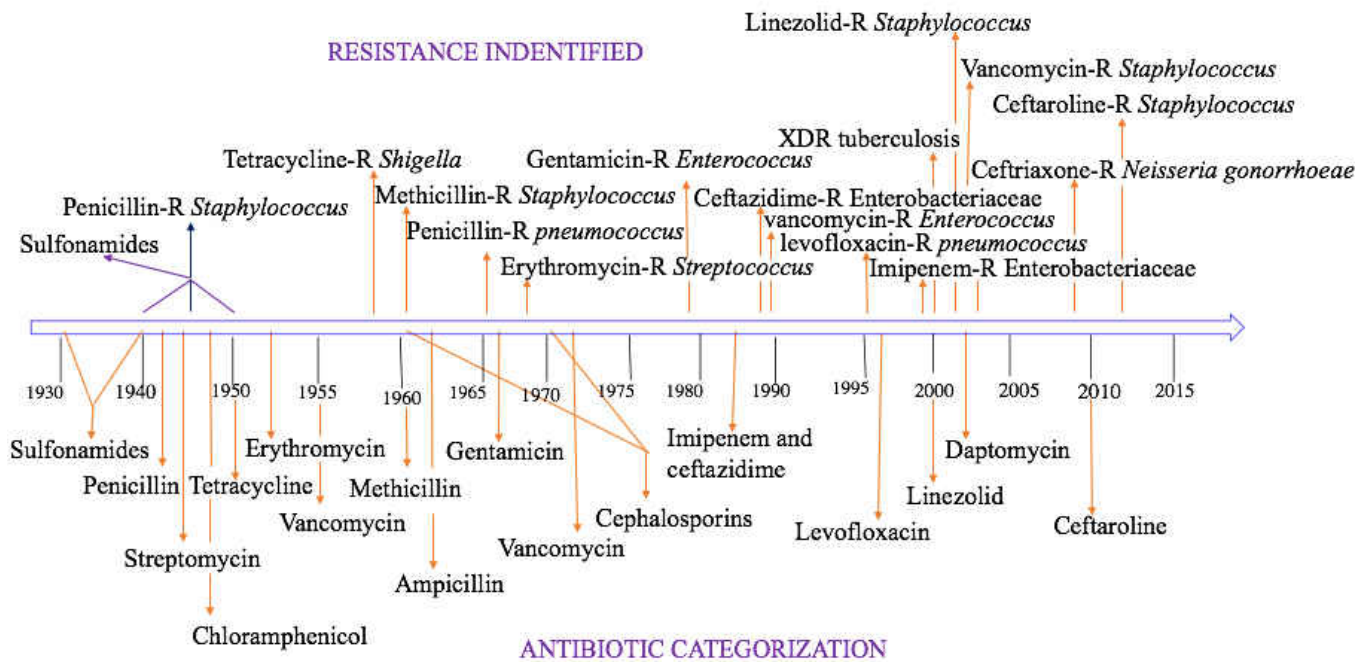 Linezolid-R Staphylococcus
RESISTANCE INDENTIFIED
Vancomycin-R Staphylococcus
Ceftaroline-R Staphylococcus
XDR tuberculosis
Tetracycline-R Shigella
Gentamicin-R Enterococcus
Ceftriaxone-R Neisseria gonorrhoeae
Methicillin-R Staphylococcus
Ceftazidime-R Enterobacteriaceae
Penicillin-R Staphylococcus
vancomycin-R Enterococcus
Penicillin-R pneumococcus
Sulfonamides
levofloxacin-R pneumococcus
Erythromycin-R Streptococcus
Imipenem-R Enterobacteriaceae
1930 1940 1950 1955 1960 1965 1970 1975 1980 1990 1995 2000 2005 2010 2015
Sulfonamides
Erythromycin
Gentamicin
Imipenem and
ceftazidime
Daptomycin
Penicillin
Tetracycline
Methicillin
Linezolid
Vancomycin
Cephalosporins
Levofloxacin
Ceftaroline
Streptomycin
Vancomycin
Ampicillin
Chloramphenicol
ANTIBIOTIC CATEGORIZATION